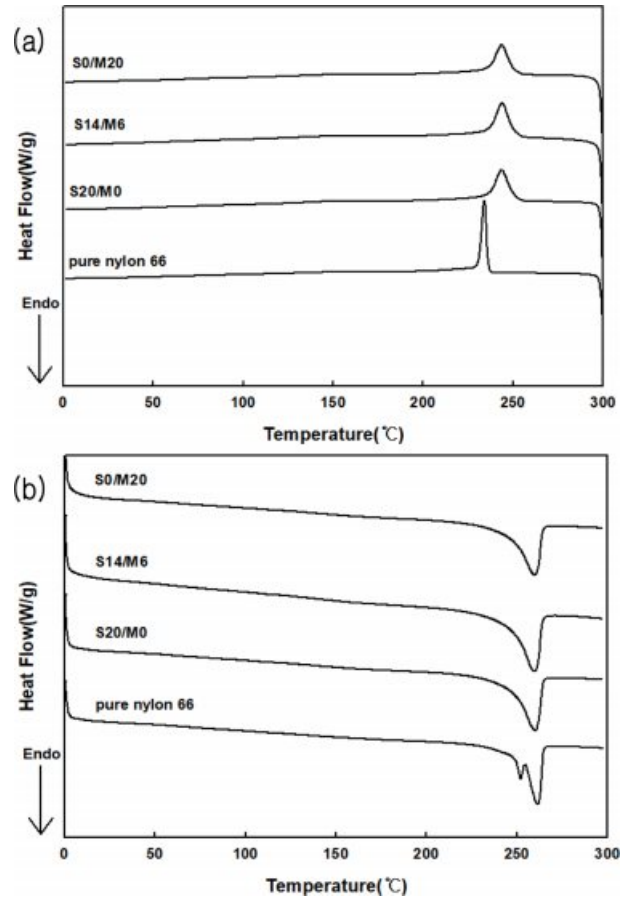 (a)
S0/M20
S14/M6
S20/M0
pure nylon 66
Heat Flow(W/g)
Endo
0 50 100 150 200 250 300
Temperature(℃)
(b)
S0/M20
S14/M6
S20/M0
pure nylon 66
Heat Flow(W/g)
Endo
0 50 100 150 200 250 300
Temperature(℃)